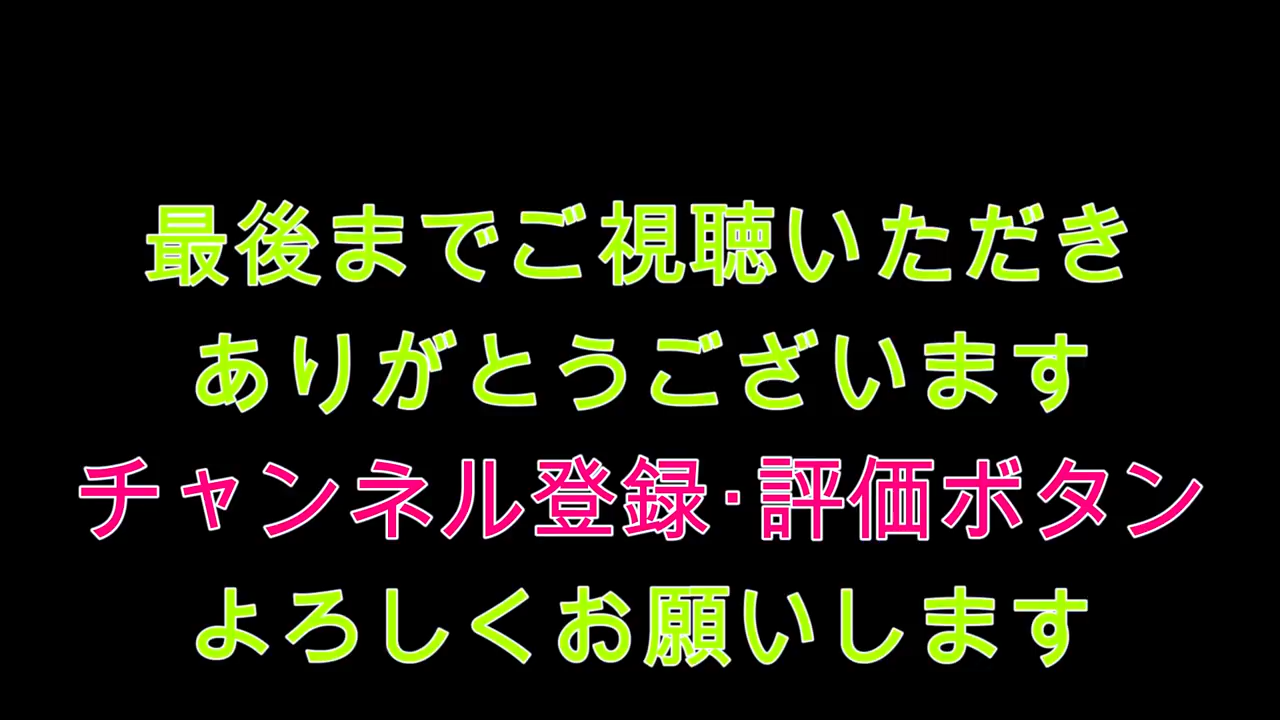 最後までご視聴いただき
ありがとうございます
チャンネル登録･評価ボタン
よろしくお願いします